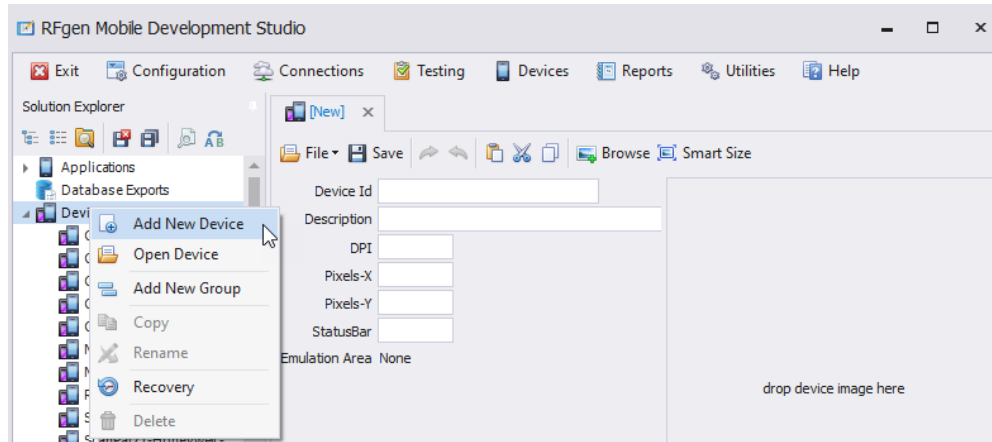 RFgen Mobile Development Studio
Exit Configuration Connections Testing Devices Reports Utilities Help
Solution Explorer
[New]
File Save Browse Smart Size
Applications
Database Exports
Devi
Add New Device
Open Device
Add New Group
Copy
Rename
Recovery
Delete
Device Id
Description
DPI
Pixels-X
Pixels-Y
StatusBar
Emulation Area None
drop device image here